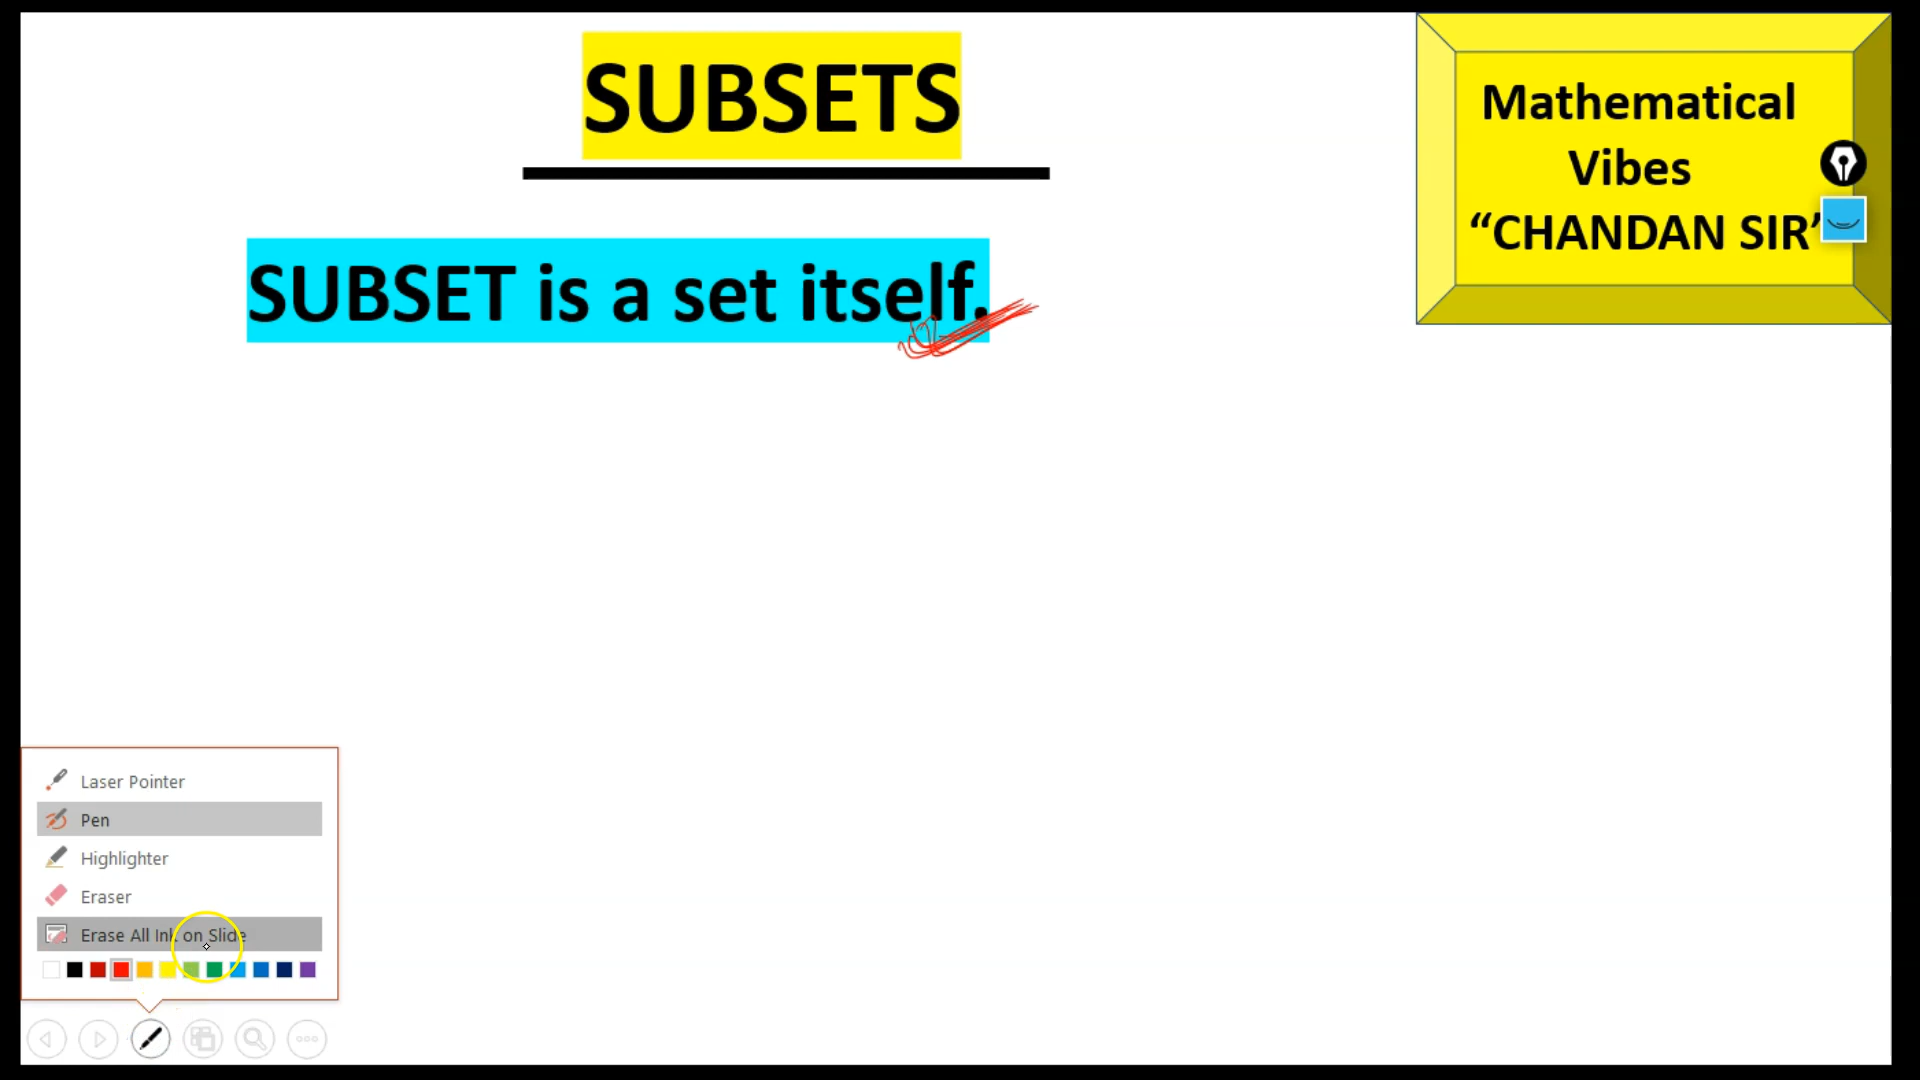 SUBSETS
Mathematical
Vibes
“CHANDAN SIR”
SUBSET is a set itself.
Laser Pointer
Pen
Highlighter
Eraser
Erase All Ink on Slide